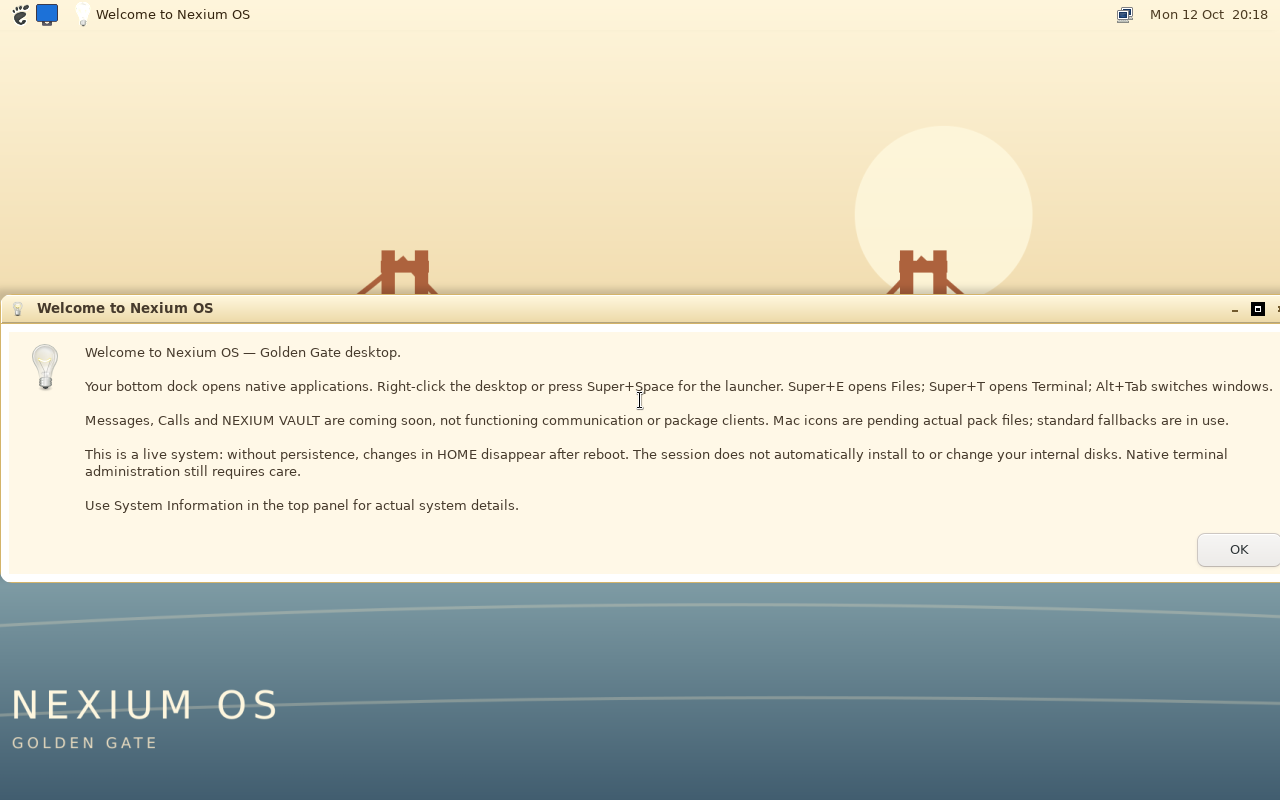 Welcome to Nexium OS
Mon 12 Oct 20:18
Welcome to Nexium OS
Welcome to Nexium OS — Golden Gate desktop.
Your bottom dock opens native applications. Right-click the desktop or press Super+Space for the launcher. Super+E opens Files; Super+T opens Terminal; Alt+Tab switches windows.
Messages, Calls and NEXIUM VAULT are coming soon, not functioning communication or package clients. Mac icons are pending actual pack files; standard fallbacks are in use.
This is a live system: without persistence, changes in HOME disappear after reboot. The session does not automatically install to or change your internal disks. Native terminal
administration still requires care.
Use System Information in the top panel for actual system details.
OK
NEXIUM OS
GOLDEN GATE